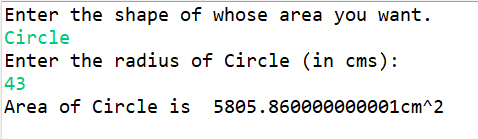 Enter the shape of whose area you want.
Circle
Enter the radius of Circle (in cms):
43
Area of Circle is  5805.860000000001cm^2